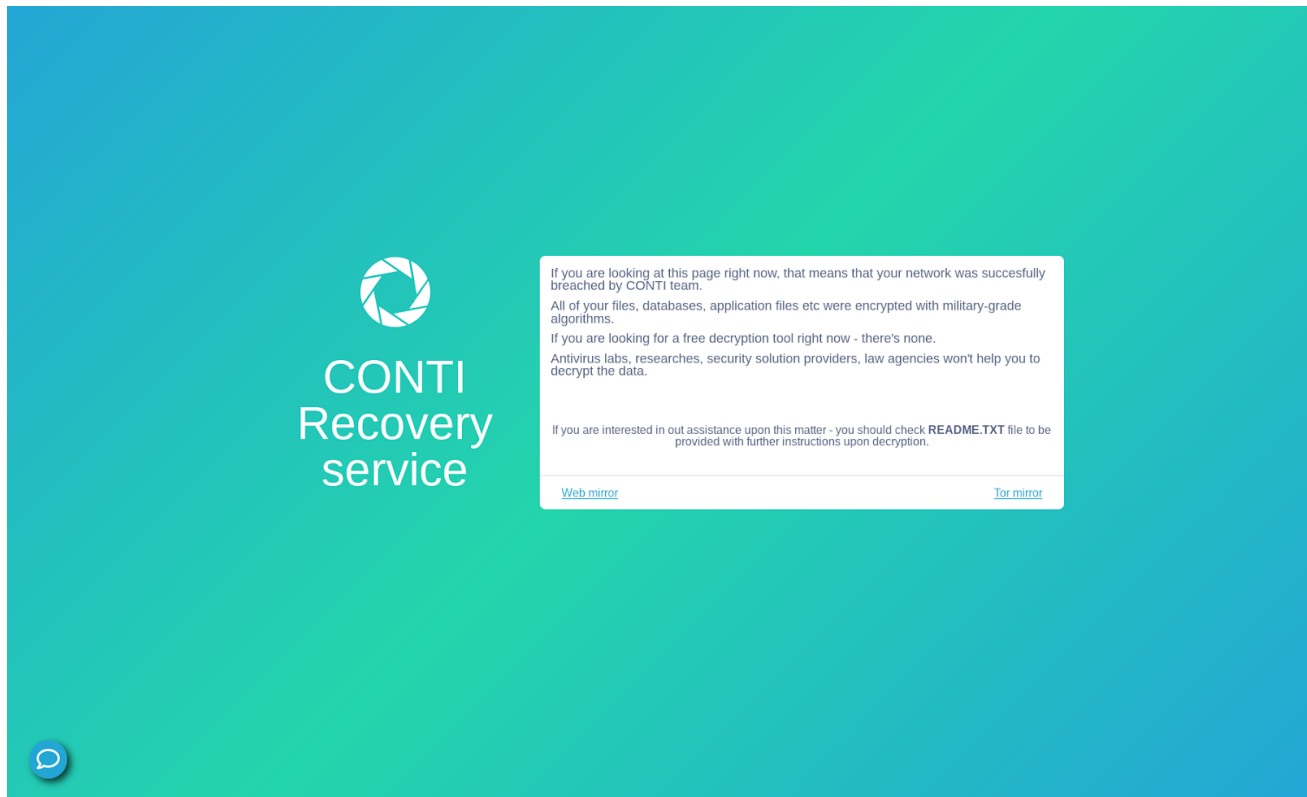 CONTI
Recovery
service
If you are looking at this page right now, that means that your network was succesfully
breached by CONTI team.
All of your files, databases, application files etc were encrypted with military-grade
algorithms.
If you are looking for a free decryption tool right now - there's none.
Antivirus labs, researches, security solution providers, law agencies won't help you to
decrypt the data.
If you are interested in out assistance upon this matter - you should check README.TXT file to be
provided with further instructions upon decryption.
Web mirror
Tor mirror